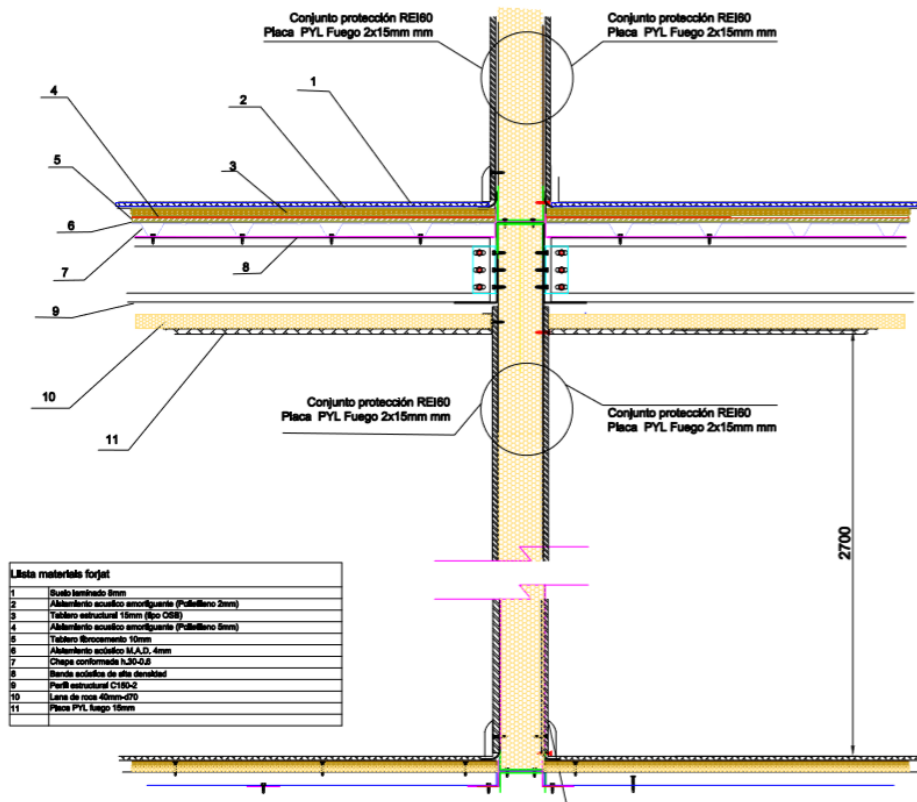 Conjunto protección REI60
Placa PYL Fuego 2x15mm mm
Conjunto protección REI60
Placa PYL Fuego 2x15mm mm
1
4
2
5
3
6
7
8
9
10
11
Conjunto protección REI60
Placa PYL Fuego 2x15mm mm
Conjunto protección REI60
Placa PYL Fuego 2x15mm mm
2700
Llista materials forjat
1 Suelo laminado 8mm
2 Aislamiento acustico amortiguante (Polietileno 2mm)
3 Tablero estructural 15mm (tipo OSB)
4 Aislamiento acustico amortiguante (Polietileno 5mm)
5 Tablero fibrocemento 10mm
6 Aislamiento acústico M.A.D. 4mm
7 Chapa conformada h.30-0.6
8 Banda acústica de alta densidad
9 Perfil estructural C150-2
10 Lana de roca 40mm-d70
11 Placa PYL fuego 15mm